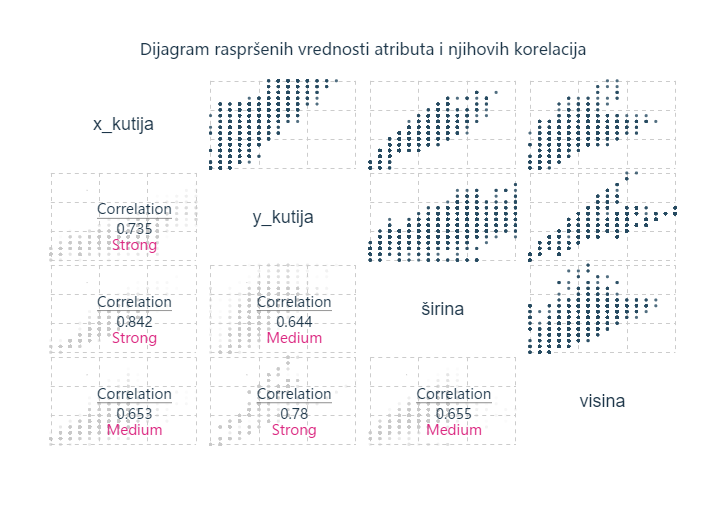 Dijagram raspršenih vrednosti atributa i njihovih korelacija
x_kutija
Correlation
0.735
Strong
y_kutija
Correlation
0.842
Strong
Correlation
0.644
Medium
širina
Correlation
0.653
Medium
Correlation
0.78
Strong
Correlation
0.655
Medium
visina